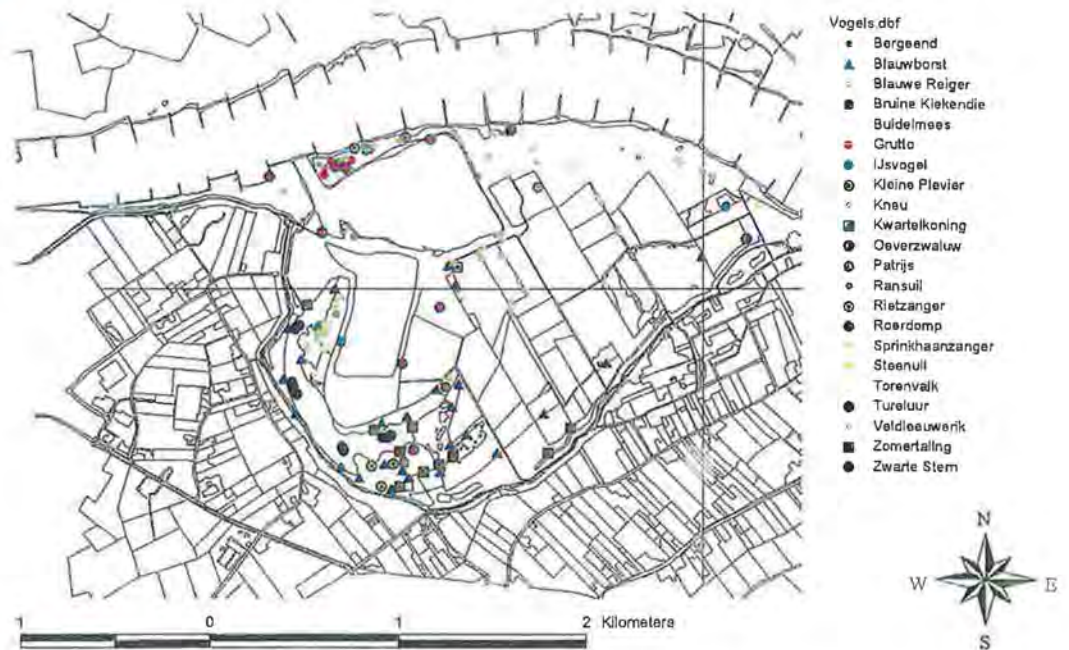 Vogels.dbf
Bergeend
Blauwborst
Blauwe Reiger
Bruine Kiekendie
Buidelmees
Grutto
IJsvogel
Kleine Plevier
Kneu
Kwartelkoning
Oeverzwaluw
Patrijs
Ransuil
Rietzanger
Roerdomp
Sprinkhaanzanger
Steenuil
Torenvalk
Tureluur
Veldleeuwerik
Zomertaling
Zwarte Stern
N
W E
S
1 0 1 2 Kilometers